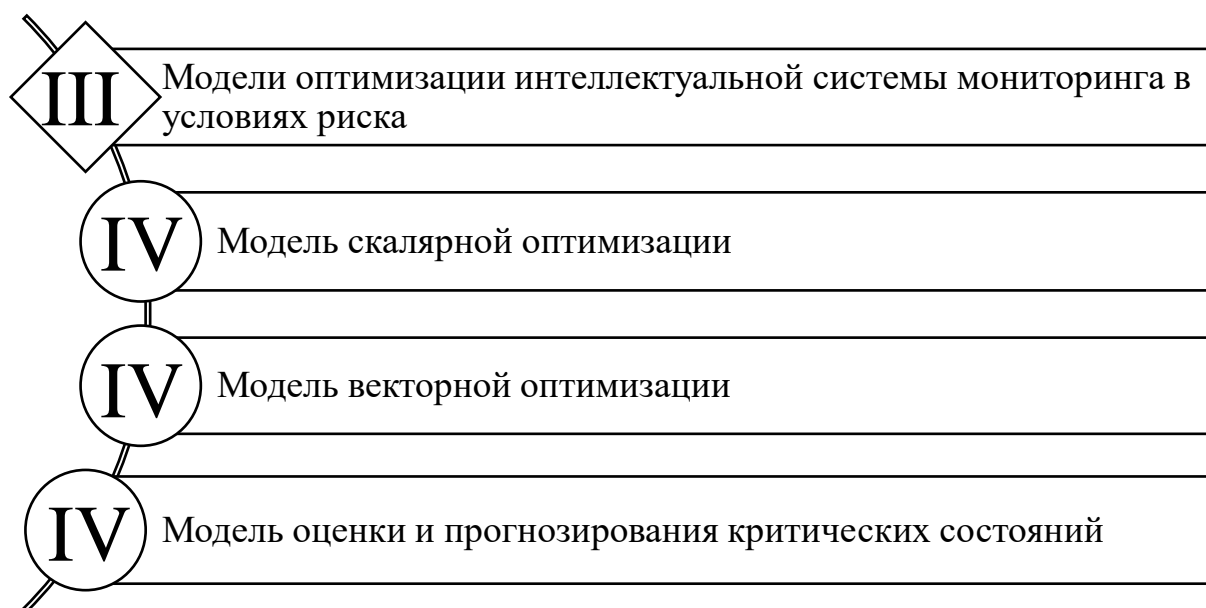 III
Модели оптимизации интеллектуальной системы мониторинга в
условиях риска
IV
Модель скалярной оптимизации
IV
Модель векторной оптимизации
IV
Модель оценки и прогнозирования критических состояний